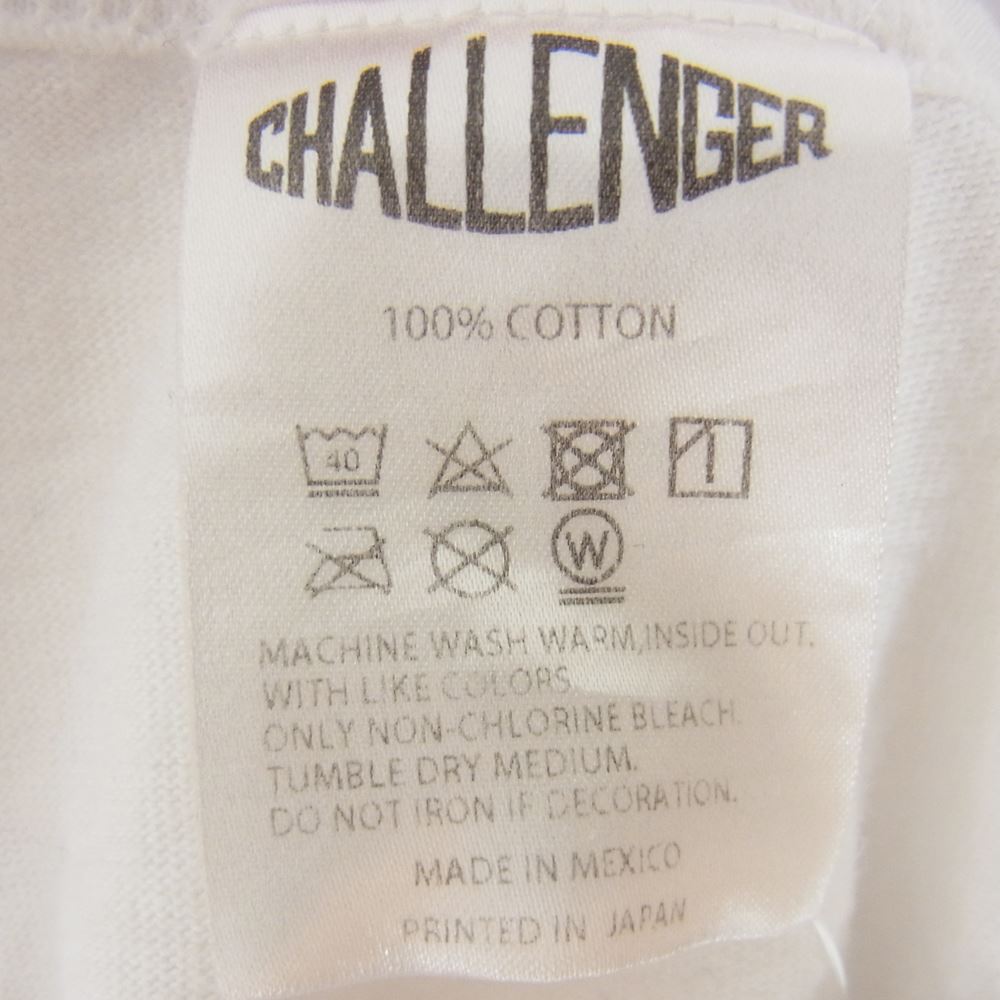 CHALLENGER
100% COTTON
40
W
MACHINE WASH WARM,INSIDE OUT.
WITH LIKE COLORS.
ONLY NON-CHLORINE BLEACH.
TUMBLE DRY MEDIUM.
DO NOT IRON IF DECORATION.
MADE IN MEXICO
PRINTED IN JAPAN